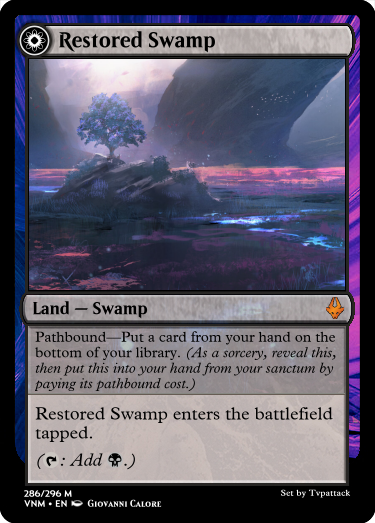 Restored Swamp
Land — Swamp
Pathbound—Put a card from your hand on the
bottom of your library. (As a sorcery, reveal this,
then put this into your hand from your sanctum by
paying its pathbound cost.)
Restored Swamp enters the battlefield
tapped.
(: Add .)
286/296 M
VNM • EN Giovanni Calore
Set by Tvpattack